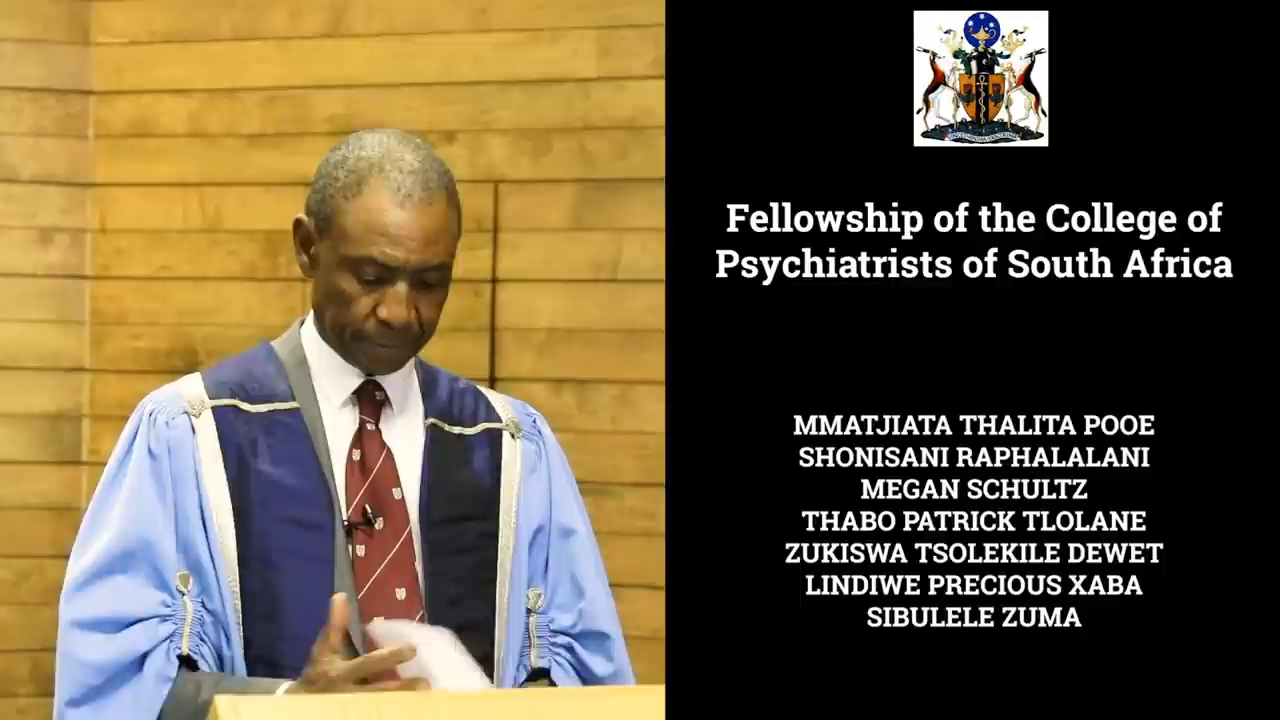 Fellowship of the College of
Psychiatrists of South Africa
MMATJIATA THALITA POOE
SHONISANI RAPHALALANI
MEGAN SCHULTZ
THABO PATRICK TLOLANE
ZUKISWA TSOLEKILE DEWET
LINDIWE PRECIOUS XABA
SIBULELE ZUMA